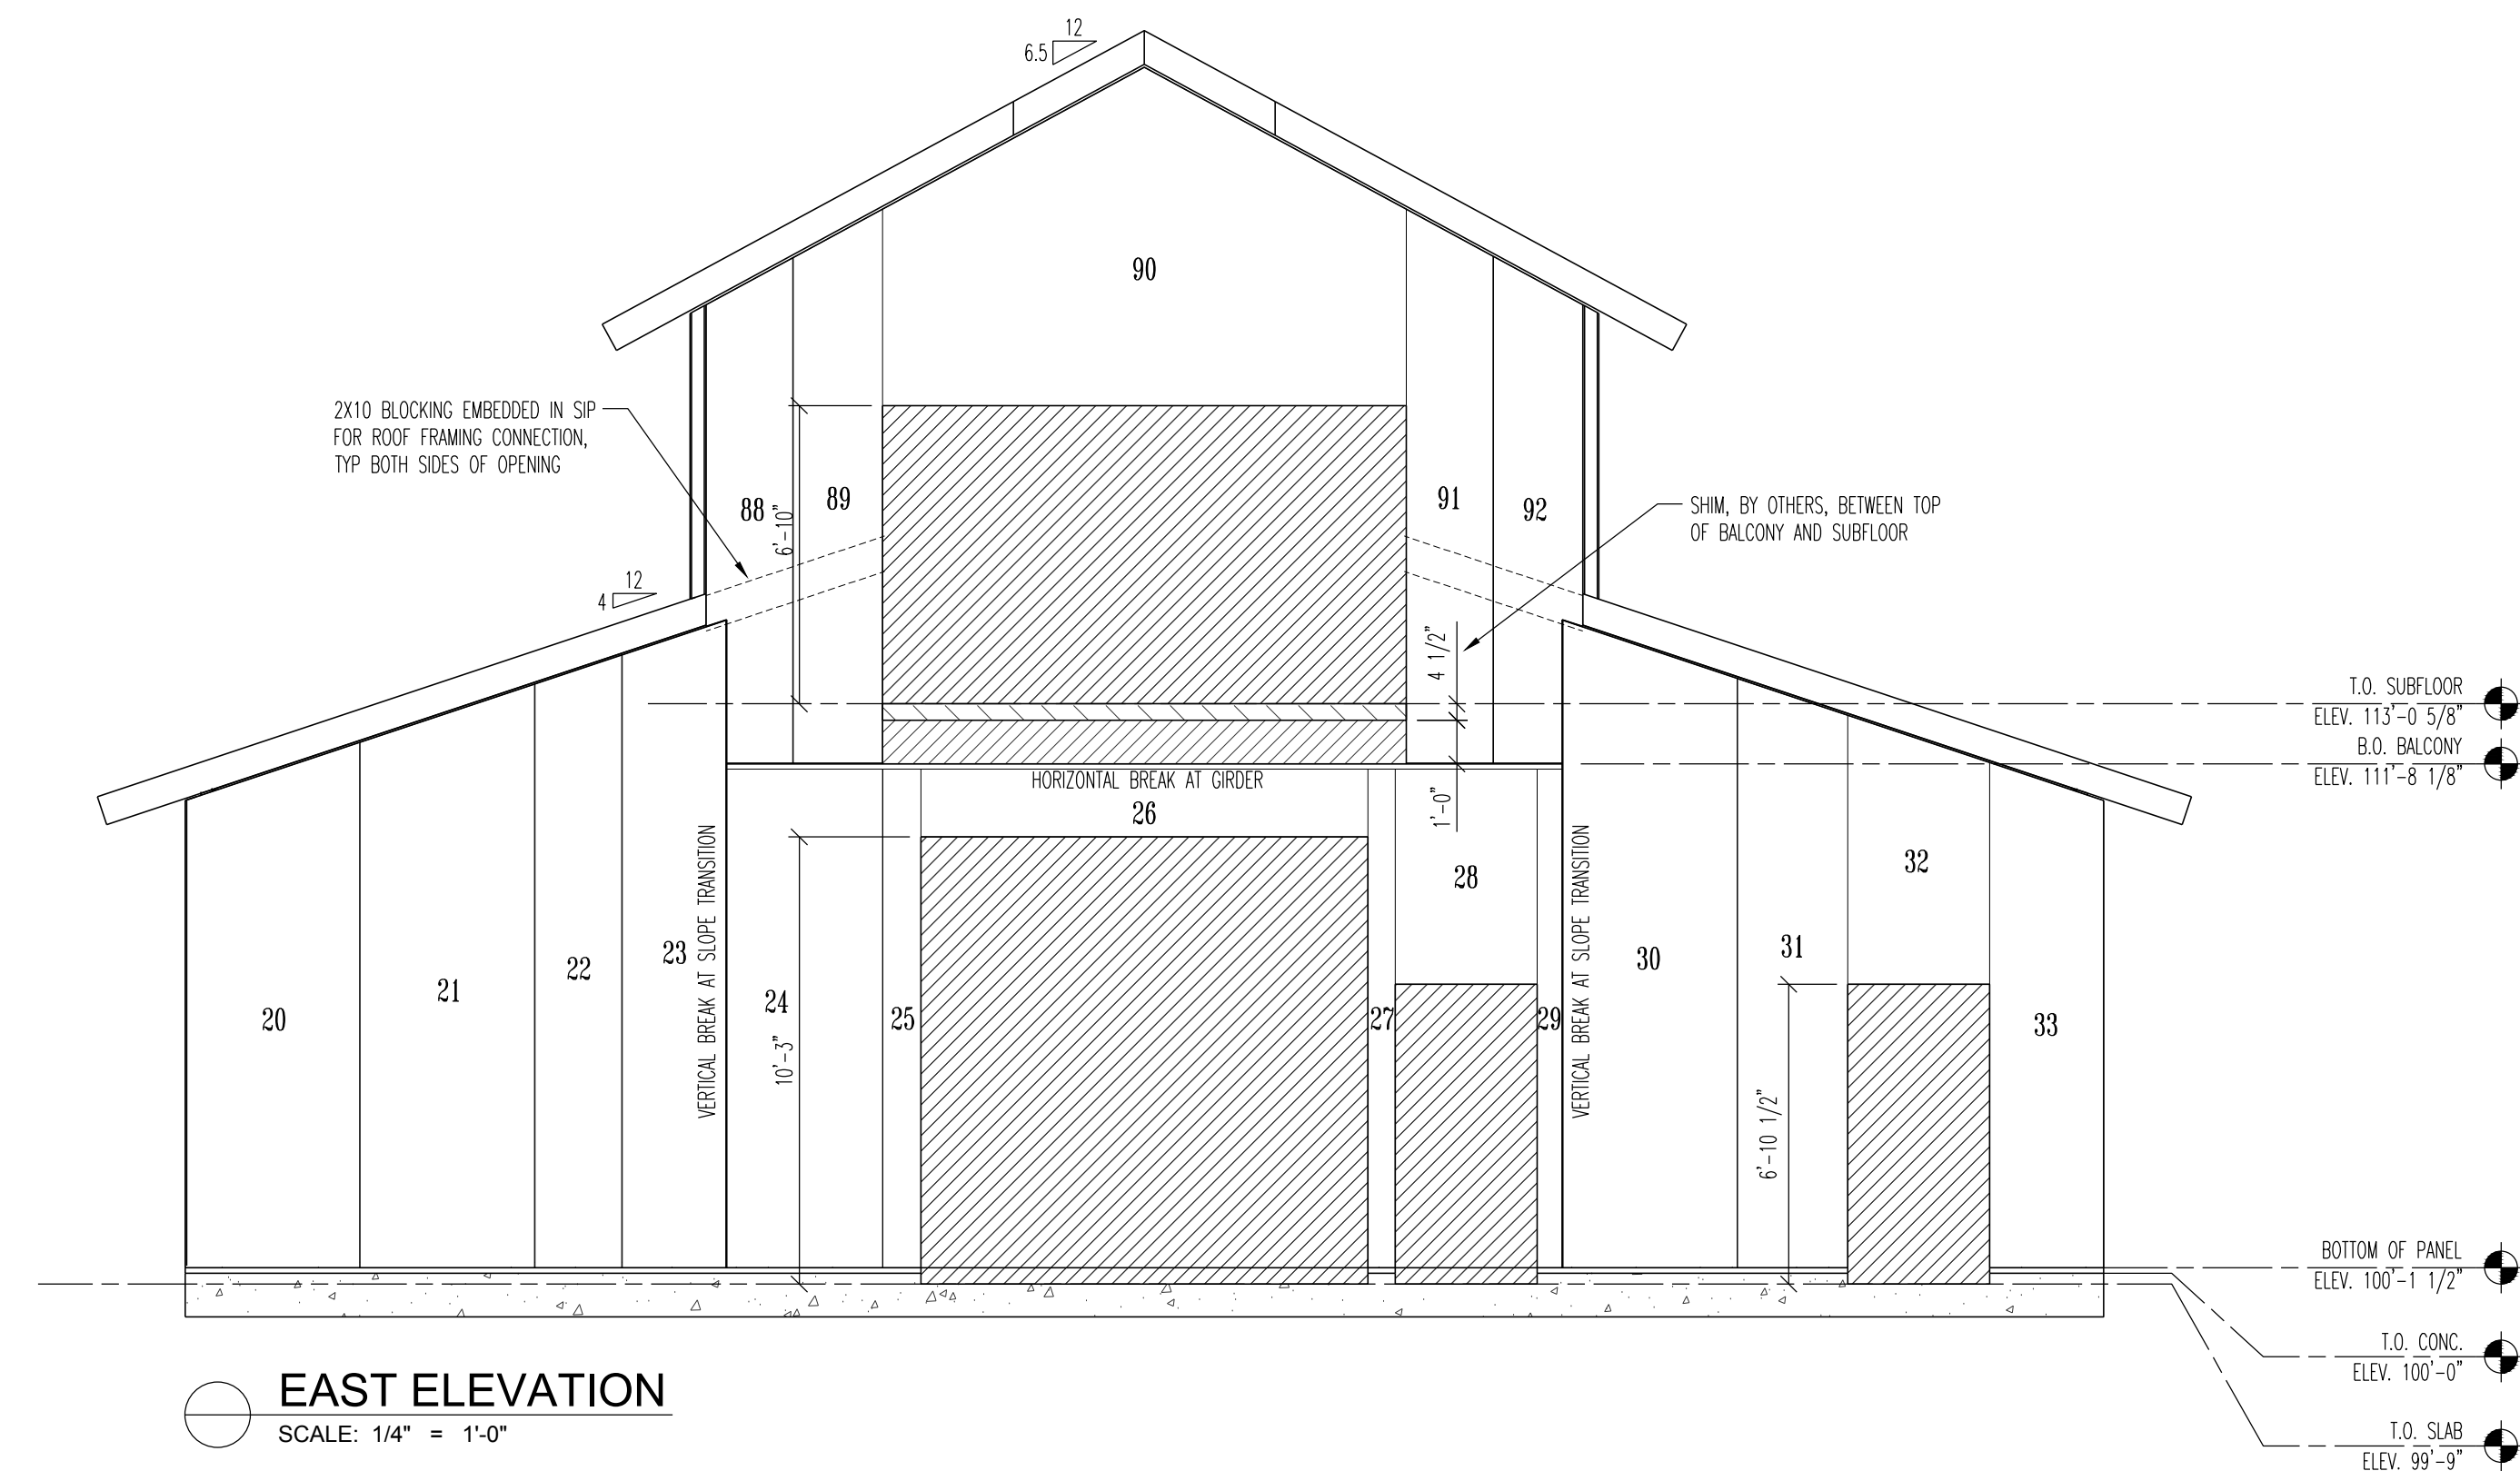 12
6.5
90
2X10 BLOCKING EMBEDDED IN SIP
FOR ROOF FRAMING CONNECTION,
TYP BOTH SIDES OF OPENING
88
6'-10"
89
91
92
SHIM, BY OTHERS, BETWEEN TOP
OF BALCONY AND SUBFLOOR
12
4
4 1/2"
T.O. SUBFLOOR
ELEV. 113'-0 5/8"
B.O. BALCONY
ELEV. 111'-8 1/8"
HORIZONTAL BREAK AT GIRDER
1'-0"
26
28
32
VERTICAL BREAK AT SLOPE TRANSITION
VERTICAL BREAK AT SLOPE TRANSITION
20
21
22
23
24
10'-3"
25
27
29
30
31
6'-10 1/2"
33
BOTTOM OF PANEL
ELEV. 100'-1 1/2"
T.O. CONC.
ELEV. 100'-0"
T.O. SLAB
ELEV. 99'-9"
EAST ELEVATION
SCALE: 1/4" = 1'-0"